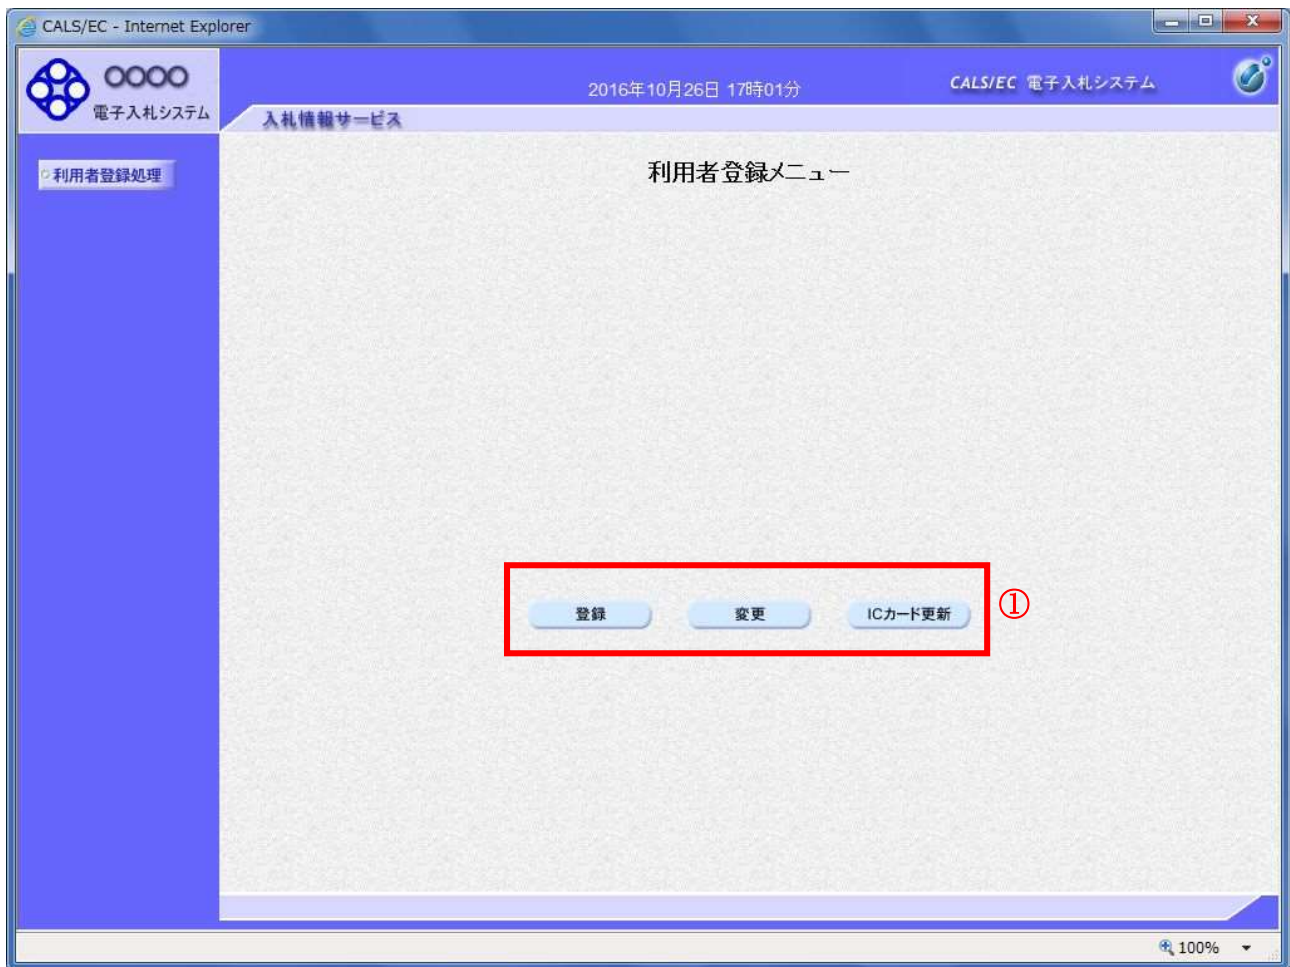 CALS/EC - Internet Explorer
○○○○
電子入札システム
2016年10月26日 17時01分
CALS/EC 電子入札システム
入札情報サービス
利用者登録処理
利用者登録メニュー
登録 変更 ICカード更新 ①
100%